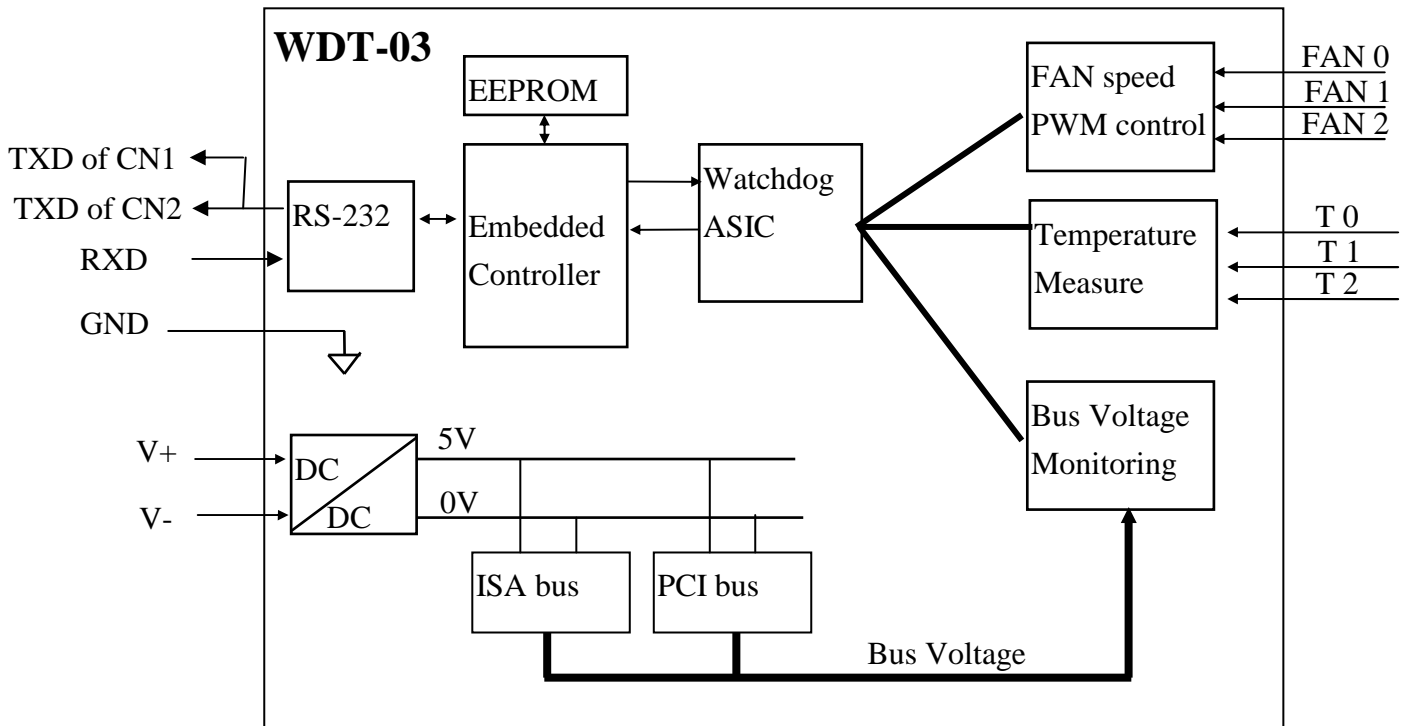 WDT-03
EEPROM
FAN speed
PWM control
FAN 0
FAN 1
FAN 2
TXD of CN1
TXD of CN2
RXD
GND
RS-232
Embedded
Controller
Watchdog
ASIC
Temperature
Measure
T 0
T 1
T 2
Bus Voltage
Monitoring
V+
V-
DC
DC
5V
0V
ISA bus
PCI bus
Bus Voltage